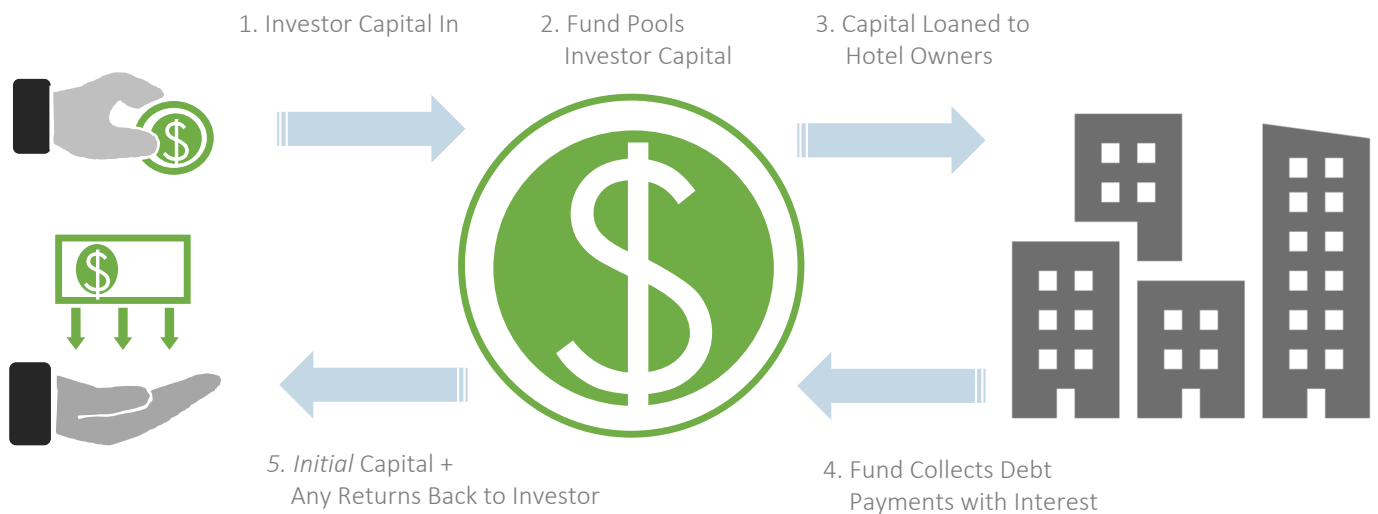 1. Investor Capital In
2. Fund Pools
Investor Capital
3. Capital Loaned to
Hotel Owners
$
$
$
5. Initial Capital +
Any Returns Back to Investor
4. Fund Collects Debt
Payments with Interest